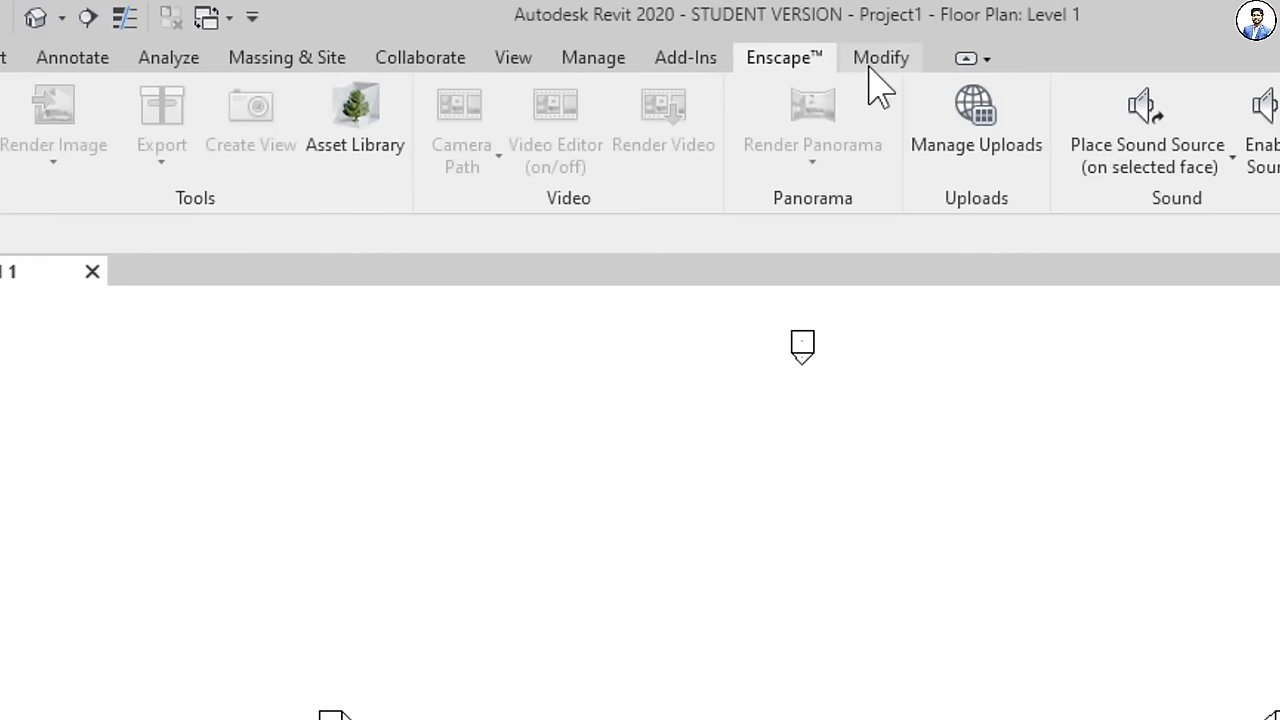 Autodesk Revit 2020 - STUDENT VERSION - Project1 - Floor Plan: Level 1
Annotate Analyze Massing & Site Collaborate View Manage Add-Ins Enscape™ Modify
Render Image Export Create View Asset Library Camera Path Video Editor (on/off) Render Video Render Panorama Manage Uploads Place Sound Source (on selected face)
Tools Video Panorama Uploads Sound
1